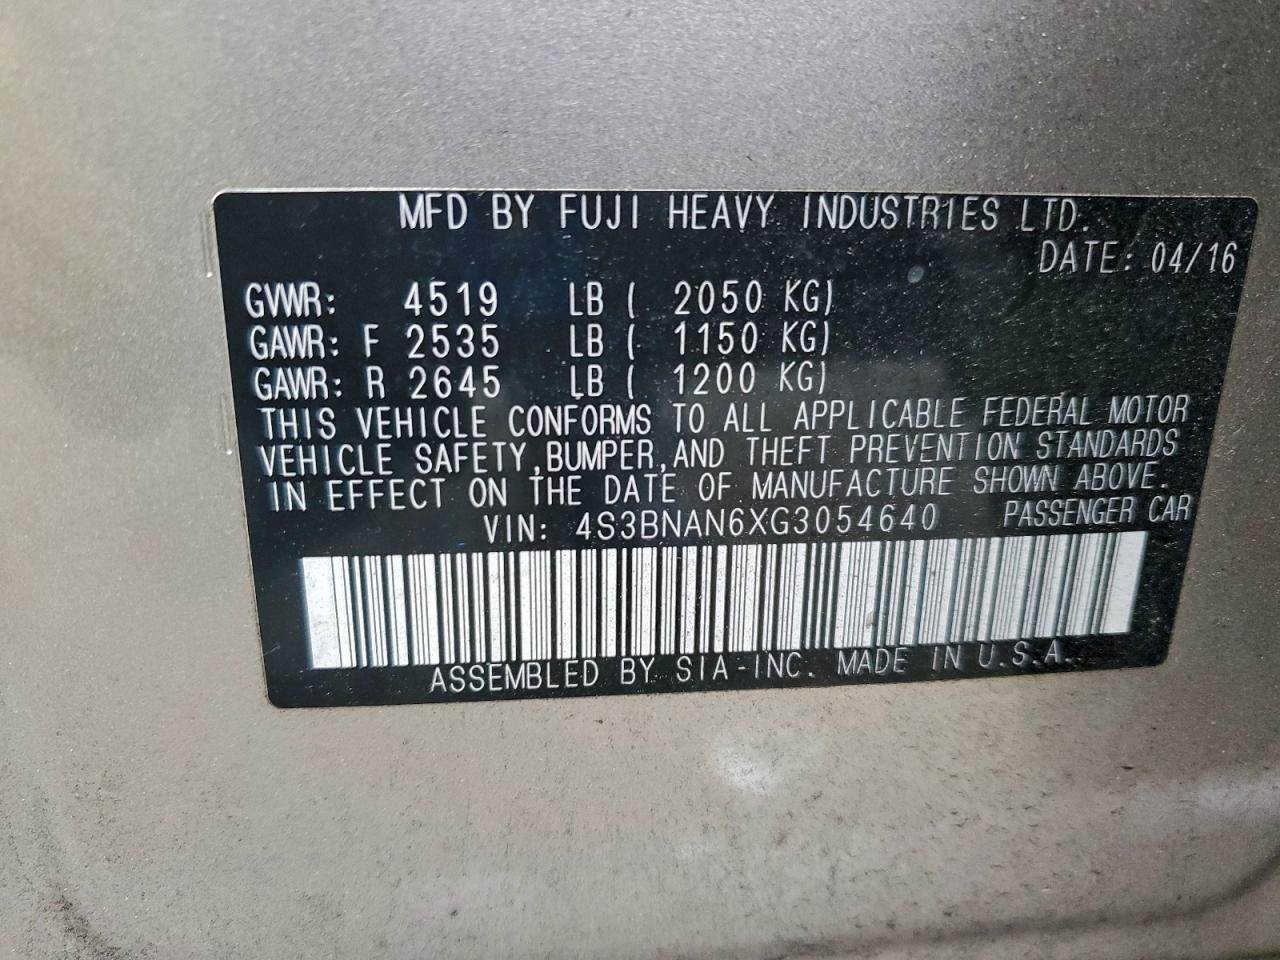 MFD BY FUJI HEAVY INDUSTRIES LTD.
DATE: 04/16
GVWR: 4519 LB ( 2050 KG)
GAWR: F 2535 LB ( 1150 KG)
GAWR: R 2645 LB ( 1200 KG)
THIS VEHICLE CONFORMS TO ALL APPLICABLE FEDERAL MOTOR
VEHICLE SAFETY, BUMPER, AND THEFT PREVENTION STANDARDS
IN EFFECT ON THE DATE OF MANUFACTURE SHOWN ABOVE.
VIN: 4S3BNAN6XG3054640 PASSENGER CAR
ASSEMBLED BY SIA-INC. MADE IN U.S.A.